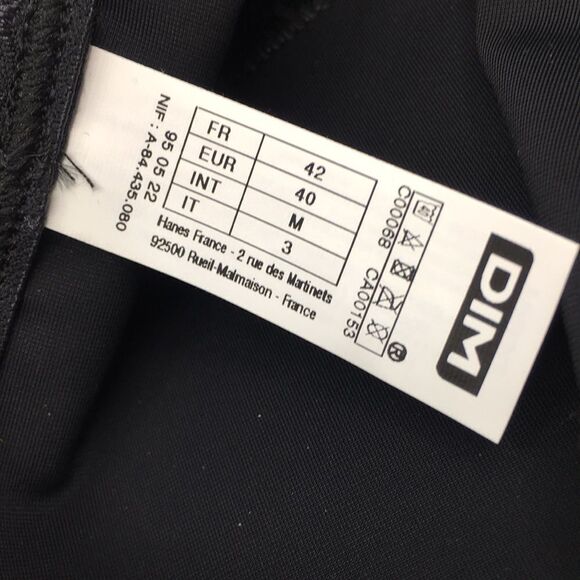 DIM
®
C00068 CA00153
FR 42
EUR 40
INT M
IT 3
Hanes France - 2 rue des Martinets
92500 Rueil-Malmaison - France
95 05 22
NIF : A-84.435.080